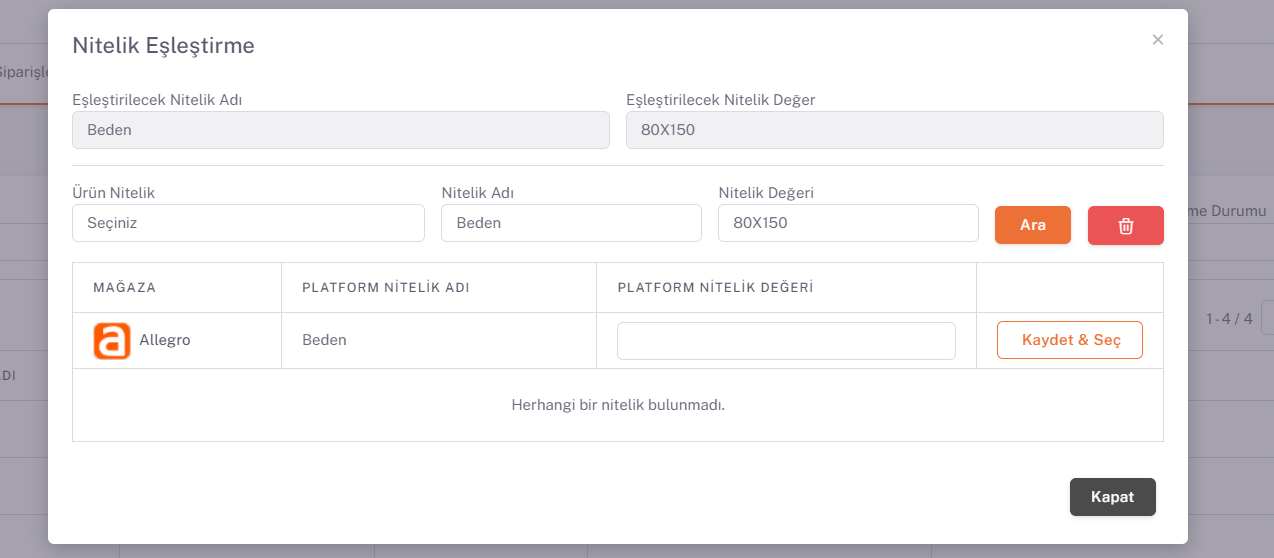 Nitelik Eşleştirme
×
Siparişle
Eşleştirilecek Nitelik Adı
Eşleştirilecek Nitelik Değer
Beden
80X150
Ürün Nitelik
Nitelik Adı
Nitelik Değeri
Seçiniz
Beden
80X150
Ara
me Durumu
MAĞAZA
PLATFORM NİTELİK ADI
PLATFORM NİTELİK DEĞERİ
1 - 4 / 4
a Allegro
Beden
Kaydet & Seç
ADI
Herhangi bir nitelik bulunmadı.
Kapat